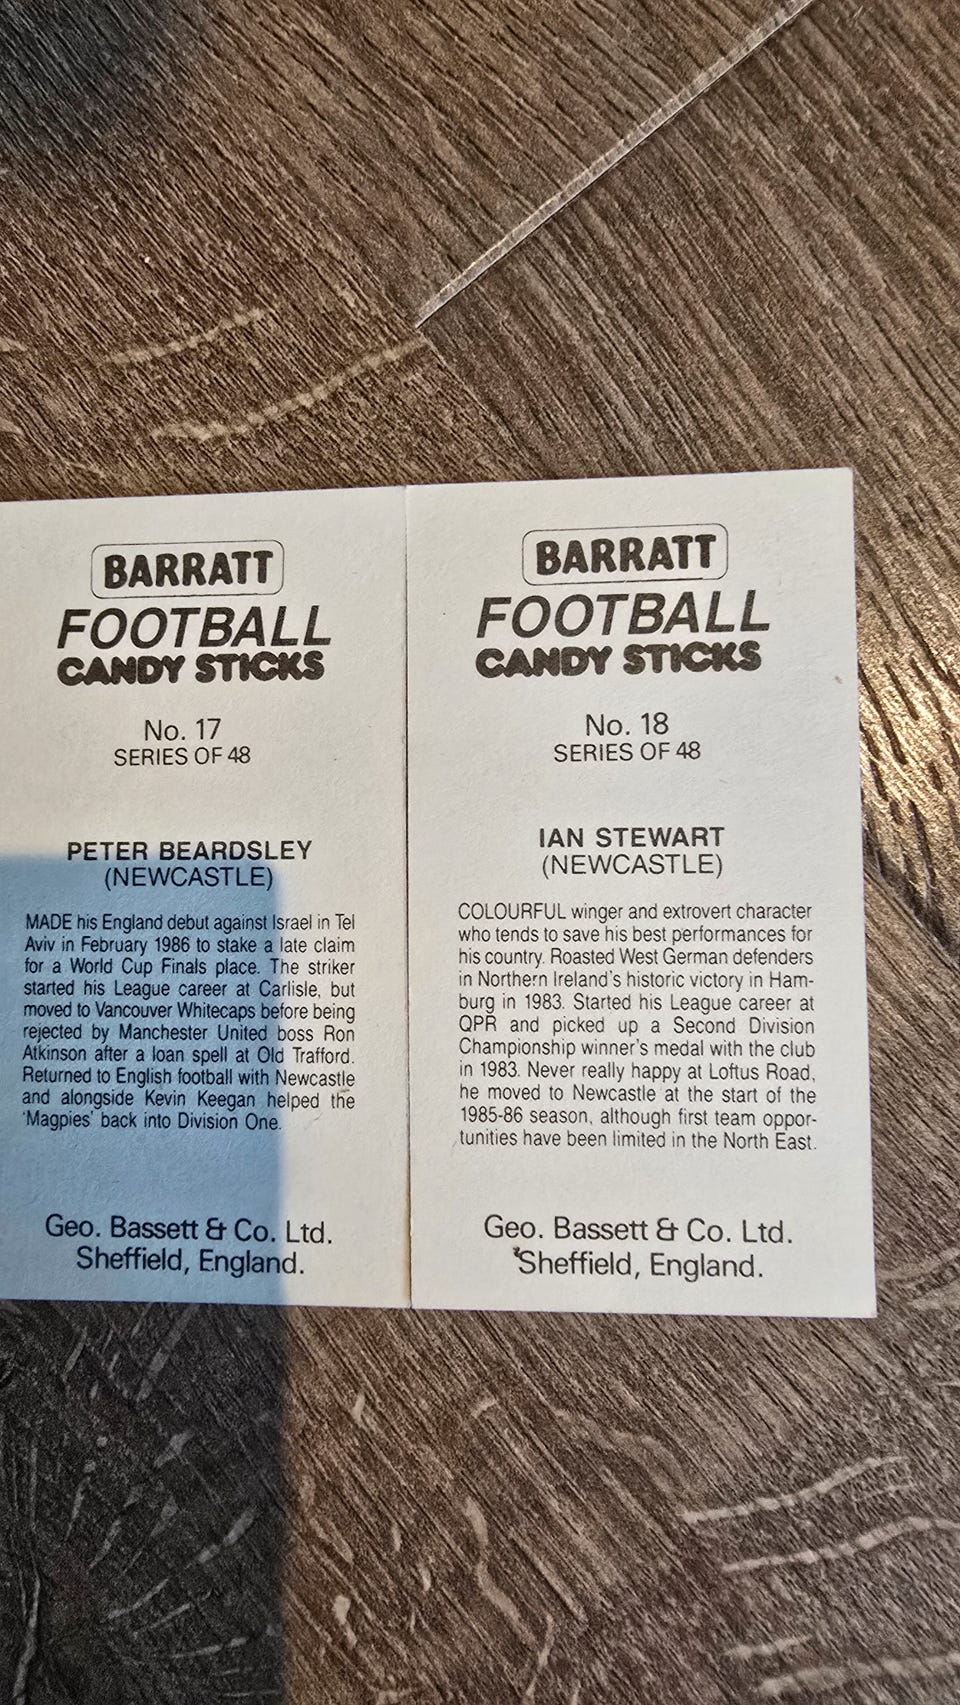 BARRATT
FOOTBALL
CANDY STICKS
No. 17
SERIES OF 48
PETER BEARDSLEY
(NEWCASTLE)
MADE his England debut against Israel in Tel
Aviv in February 1986 to stake a late claim
for a World Cup Finals place. The striker
started his League career at Carlisle, but
moved to Vancouver Whitecaps before being
rejected by Manchester United boss Ron
Atkinson after a loan spell at Old Trafford.
Returned to English football with Newcastle
and alongside Kevin Keegan helped the
'Magpies' back into Division One.
Geo. Bassett & Co. Ltd.
Sheffield, England.
BARRATT
FOOTBALL
CANDY STICKS
No. 18
SERIES OF 48
IAN STEWART
(NEWCASTLE)
COLOURFUL winger and extrovert character
who tends to save his best performances for
his country. Roasted West German defenders
in Northern Ireland's historic victory in Ham-
burg in 1983. Started his League career at
QPR and picked up a Second Division
Championship winner's medal with the club
in 1983. Never really happy at Loftus Road,
he moved to Newcastle at the start of the
1985-86 season, although first team oppor-
tunities have been limited in the North East.
Geo. Bassett & Co. Ltd.
Sheffield, England.